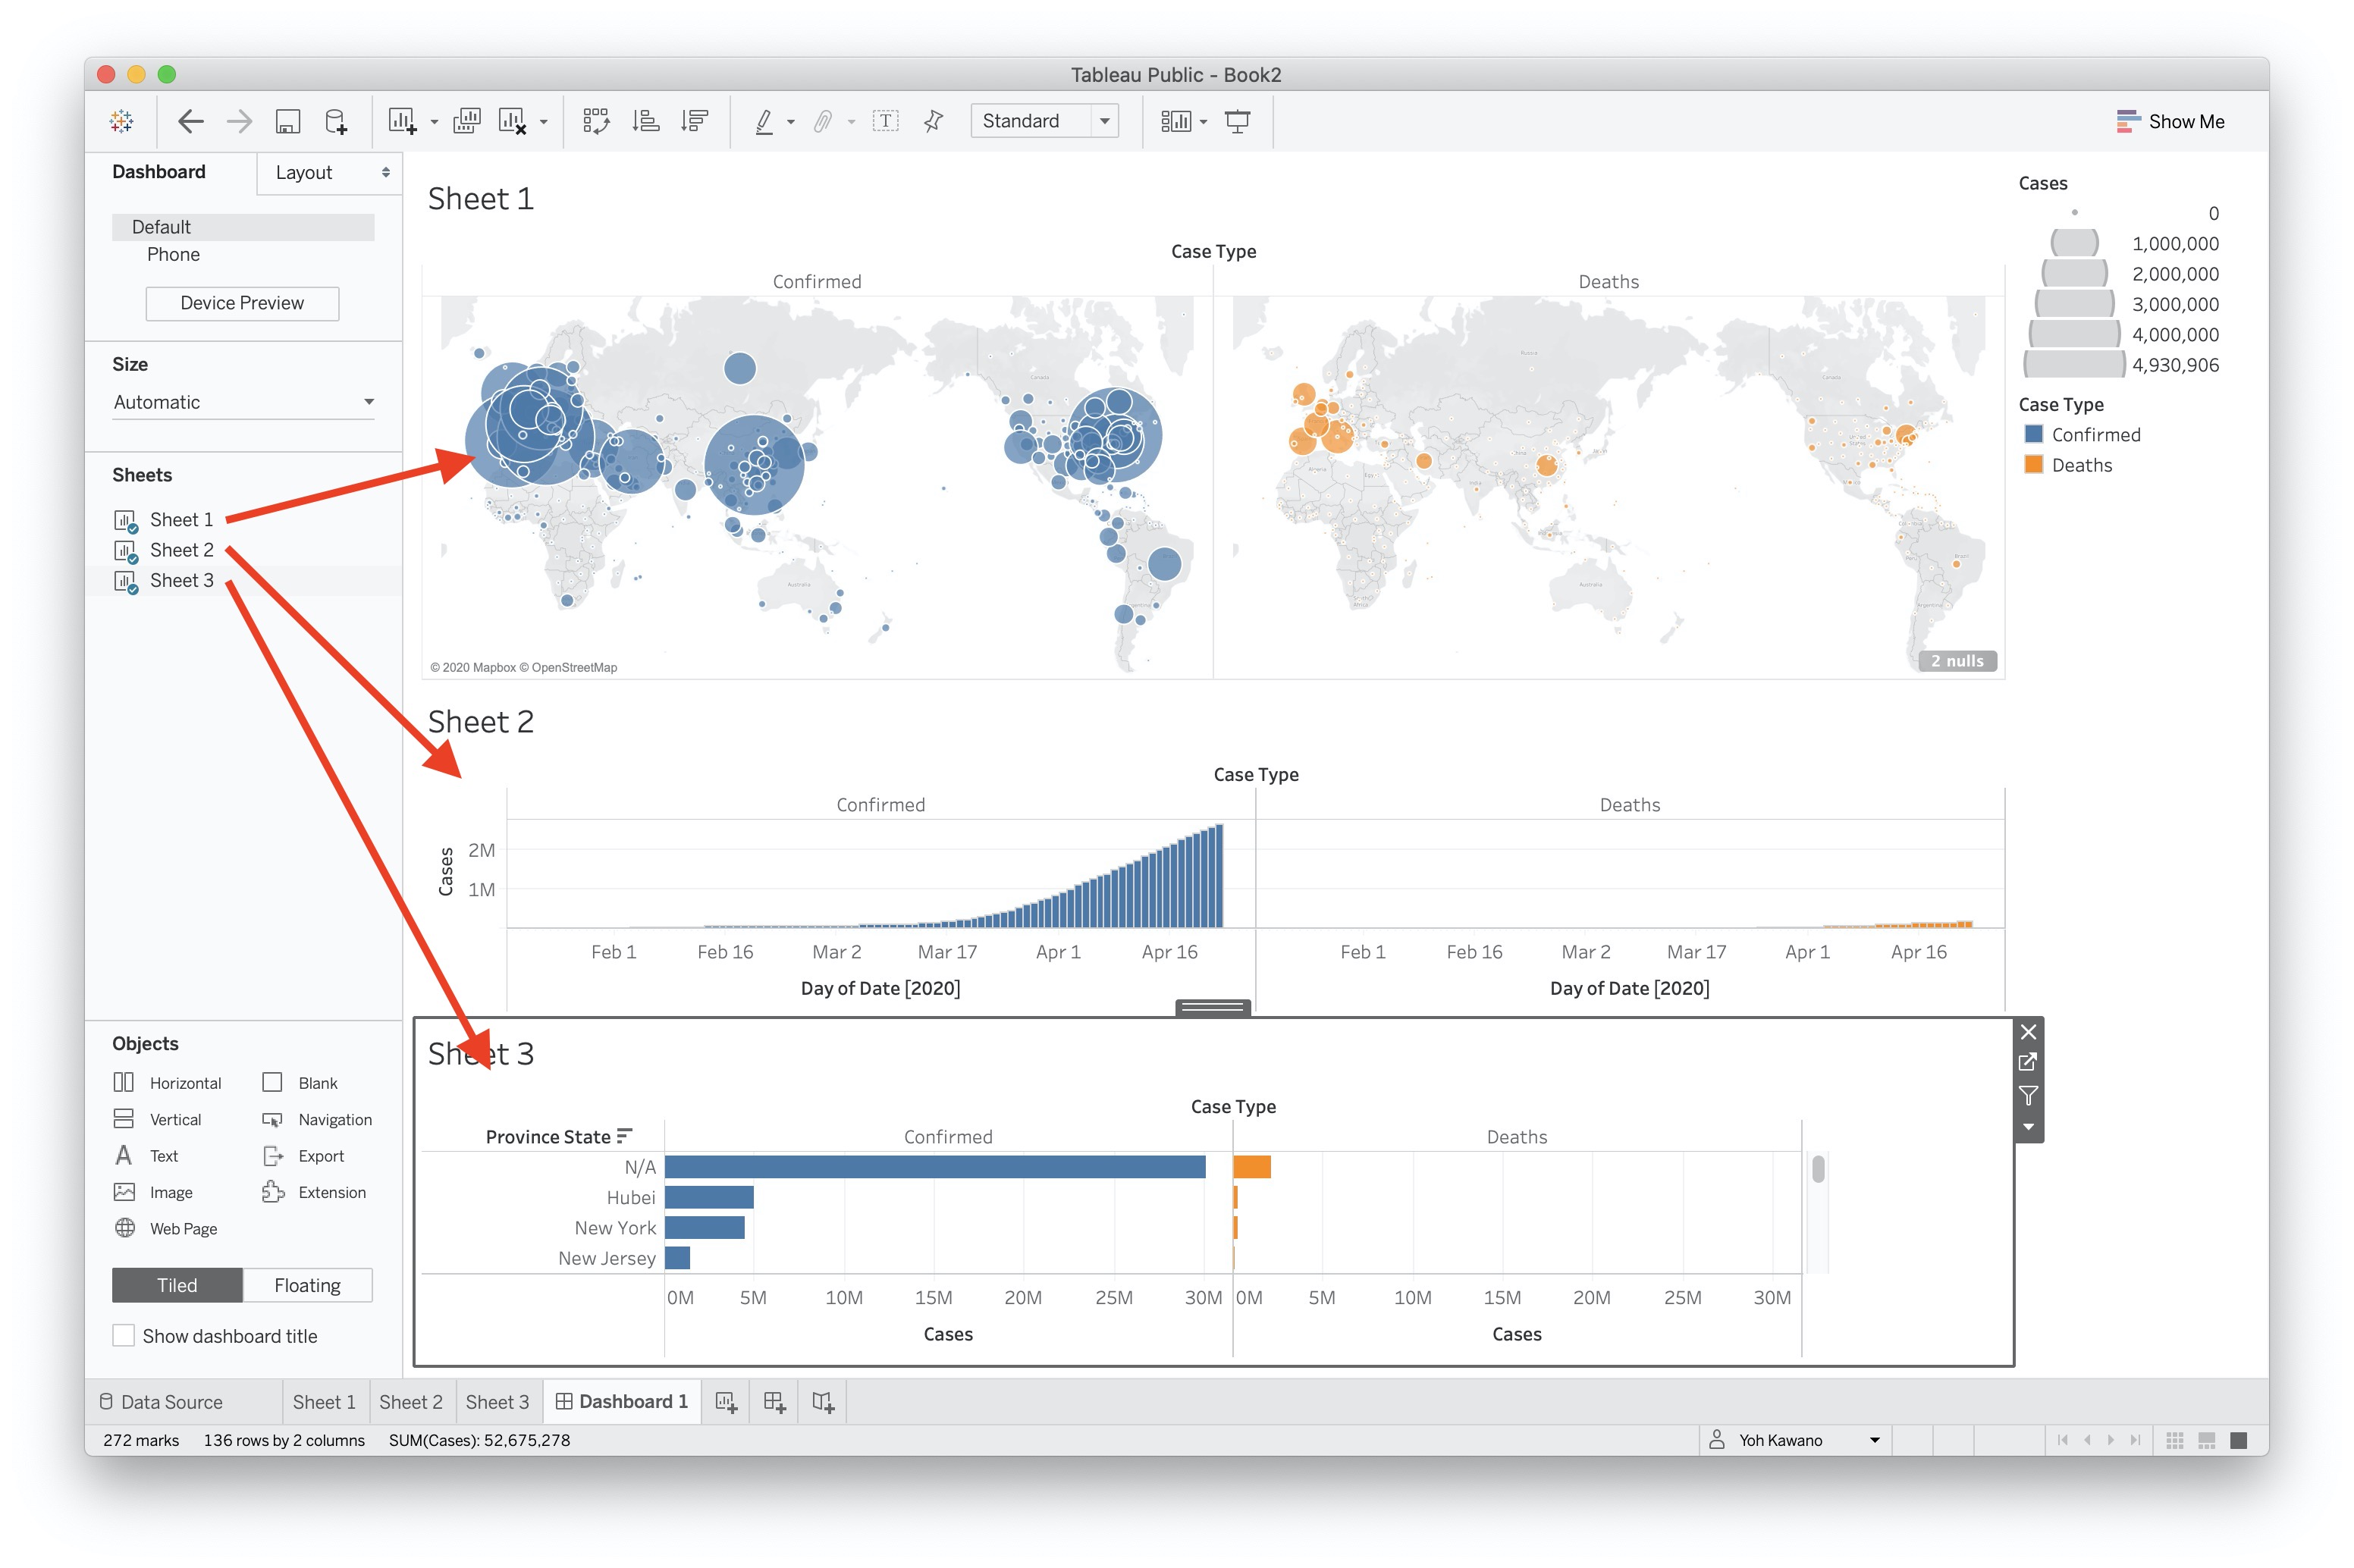 Tableau Public - Book2
Standard
Show Me
Dashboard
Layout
Default
Phone
Device Preview
Size
Automatic
Sheets
Sheet 1
Sheet 2
Sheet 3
Objects
Horizontal
Blank
Vertical
Navigation
Text
Export
Image
Extension
Web Page
Tiled
Floating
Show dashboard title
Sheet 1
Case Type
Confirmed
Deaths
© 2020 Mapbox © OpenStreetMap
2 nulls
Cases
0
1,000,000
2,000,000
3,000,000
4,000,000
4,930,906
Case Type
Confirmed
Deaths
Sheet 2
Case Type
Confirmed
Deaths
Cases
2M
1M
Feb 1 Feb 16 Mar 2 Mar 17 Apr 1 Apr 16
Feb 1 Feb 16 Mar 2 Mar 17 Apr 1 Apr 16
Day of Date [2020]
Day of Date [2020]
Sheet 3
Case Type
Province State
Confirmed
Deaths
N/A
Hubei
New York
New Jersey
0M 5M 10M 15M 20M 25M 30M
0M 5M 10M 15M 20M 25M 30M
Cases
Cases
Data Source
Sheet 1
Sheet 2
Sheet 3
Dashboard 1
272 marks 136 rows by 2 columns SUM(Cases): 52,675,278
Yoh Kawano